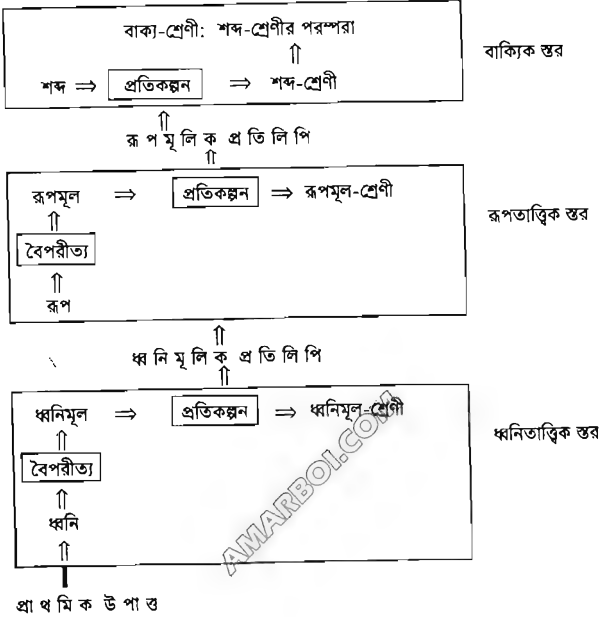 বাক্য-শ্রেণী: শব্দ-শ্রেণীর পরম্পরা
বাক্যিক স্তর
⇑
শব্দ ⇒ প্রতিকল্পন ⇒ শব্দ-শ্রেণী
⇑
রূপমূলিক প্রতিলিপি
⇑
রূপমূল ⇒ প্রতিকল্পন ⇒ রূপমূল-শ্রেণী
রূপতাত্ত্বিক স্তর
⇑
বৈপরীত্য
⇑
রূপ
⇑
ধ্বনিমূলিক প্রতিলিপি
⇑
ধ্বনিমূল ⇒ প্রতিকল্পন ⇒ ধ্বনিমূল-শ্রেণী
ধ্বনিতাত্ত্বিক স্তর
⇑
বৈপরীত্য
⇑
ধ্বনি
⇑
প্রাথমিক উপাত্ত
AMARBOI.COM